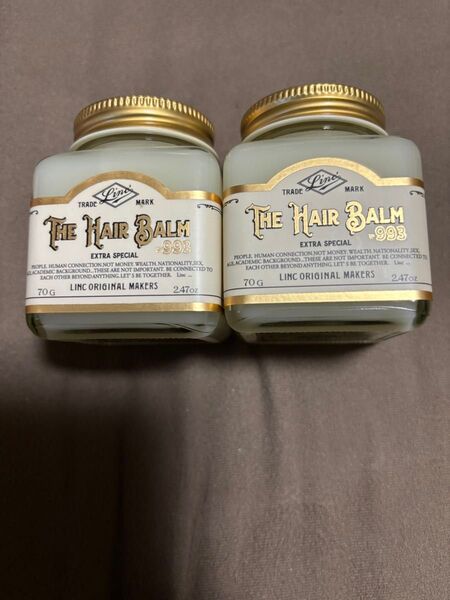 TRADE Linc MARK
THE HAIR BALM
EXTRA SPECIAL
993
PEOPLE. HUMAN CONNECTION,NOT MONEY, WEALTH, NATIONALITY, SEX,
AGE, ACADEMIC BACKGROUND...THESE ARE NOT IMPORTANT. BE CONNECTED TO
EACH OTHER BEYOND ANYTHING, LET'S BE TOGETHER. Linc ...
70 G LINC ORIGINAL MAKERS 2.47oz
TRADE Linc MARK
THE HAIR BALM
EXTRA SPECIAL
993
PEOPLE. HUMAN CONNECTION,NOT MONEY, WEALTH, NATIONALITY, SEX,
AGE, ACADEMIC BACKGROUND...THESE ARE NOT IMPORTANT. BE CONNECTED TO
EACH OTHER BEYOND ANYTHING, LET'S BE TOGETHER. Linc ...
70 G LINC ORIGINAL MAKERS 2.47oz